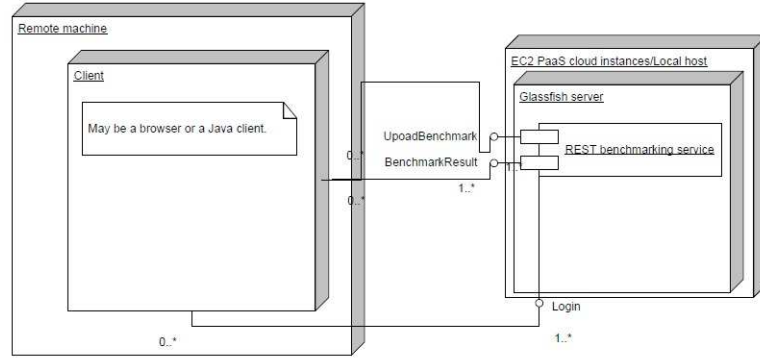 Remote machine
Client
May be a browser or a Java client.
0..*
0..*
0..*
UpoadBenchmark
BenchmarkResult
1..*
EC2 PaaS cloud instances/Local host
Glassfish server
REST benchmarking service
1..
Login
1..*